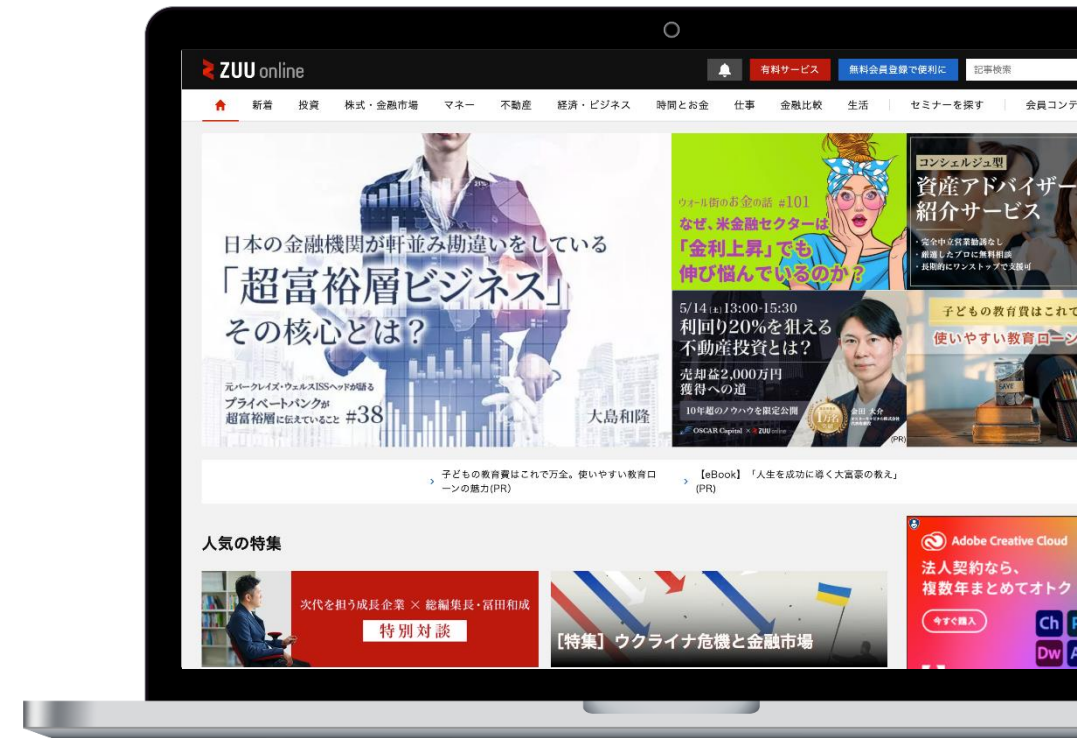 ZUU online
有料サービス
無料会員登録で便利に
記事検索
新着
投資
株式・金融市場
マネー
不動産
経済・ビジネス
時間とお金
仕事
金融比較
生活
セミナーを探す
会員コンテ
日本の金融機関が軒並み勘違いをしている
「超富裕層ビジネス」
その核心とは？
元バークレイズ・ウェルスISSヘッドが語る
プライベートバンクが
超富裕層に伝えていること #38
大島和隆
ウォール街のお金の話 #101
なぜ、米金融セクターは
「金利上昇」でも
伸び悩んでいるのか？
コンシェルジュ型
資産アドバイザー
紹介サービス
・完全中立営業勧誘なし
・厳選したプロに無料相談
・長期的にワンストップで支援可
5/14(土)13:00-15:30
利回り20%を狙える
不動産投資とは？
売却益2,000万円
獲得への道
10年超のノウハウを限定公開
OSCAR Capital × ZUU online
1万名
金田 大介
(PR)
子どもの教育費はこれで
使いやすい教育ローン
SAVE
子どもの教育費はこれで万全。使いやすい教育ロ
ーンの魅力(PR)
【eBook】「人生を成功に導く大富豪の教え」
(PR)
人気の特集
次代を担う成長企業 × 総編集長・冨田和成
特別対談
[特集] ウクライナ危機と金融市場
Adobe Creative Cloud
法人契約なら、
複数年まとめてオトク
今すぐ購入
Ch
Dw